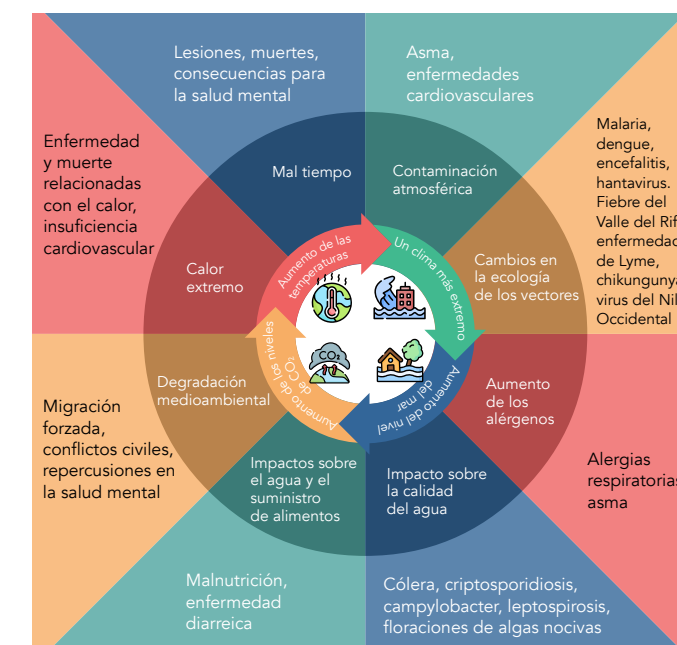 Lesiones, muertes,
consecuencias para
la salud mental
Asma,
enfermedades
cardiovasculares
Enfermedad
y muerte
relacionadas
con el calor,
insuficiencia
cardiovascular
Mal tiempo
Contaminación
atmosférica
Malaria,
dengue,
encefalitis,
hantavirus.
Fiebre del
Valle del Rif
enfermedad
de Lyme,
chikunguny
virus del Nil
Occidental
Calor
extremo
Aumento de las
temperaturas
Un clima más extremo
Cambios en
la ecología
de los vectores
CO₂
Aumento de los niveles
de CO₂
Aumento del nivel
del mar
Degradación
medioambiental
Aumento
de los
alérgenos
Migración
forzada,
conflictos civiles,
repercusiones en
la salud mental
Impactos sobre
el agua y el
suministro
de alimentos
Impacto sobre
la calidad
del agua
Alergias
respiratorias
asma
Malnutrición,
enfermedad
diarreica
Cólera, criptosporidiosis,
campylobacter, leptospirosis,
floraciones de algas nocivas